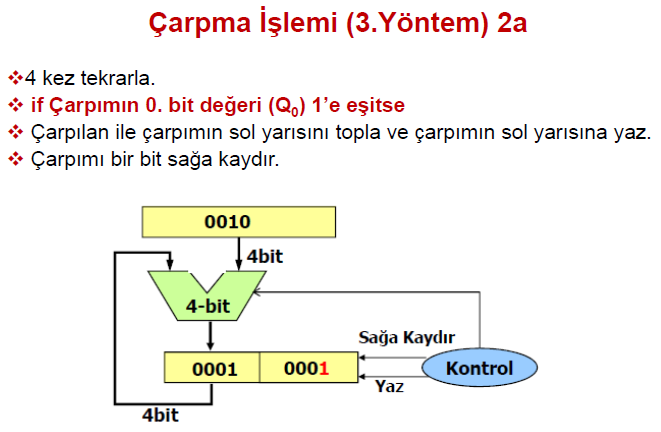 Çarpma İşlemi (3.Yöntem) 2a
❖4 kez tekrarla.
❖ if Çarpımın 0. bit değeri (Q0) 1’e eşitse
❖ Çarpılan ile çarpımın sol yarısını topla ve çarpımın sol yarısına yaz.
❖ Çarpımı bir bit sağa kaydır.
0010
4bit
4-bit
Sağa Kaydır
0001 0001
Kontrol
Yaz
4bit